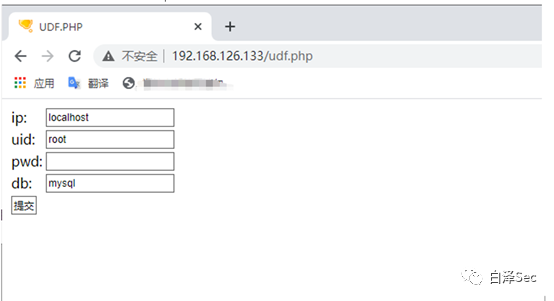 UDF.PHP
不安全 | 192.168.126.133/udf.php
应用 翻译
ip: localhost
uid: root
pwd:
db: mysql
提交
白泽Sec